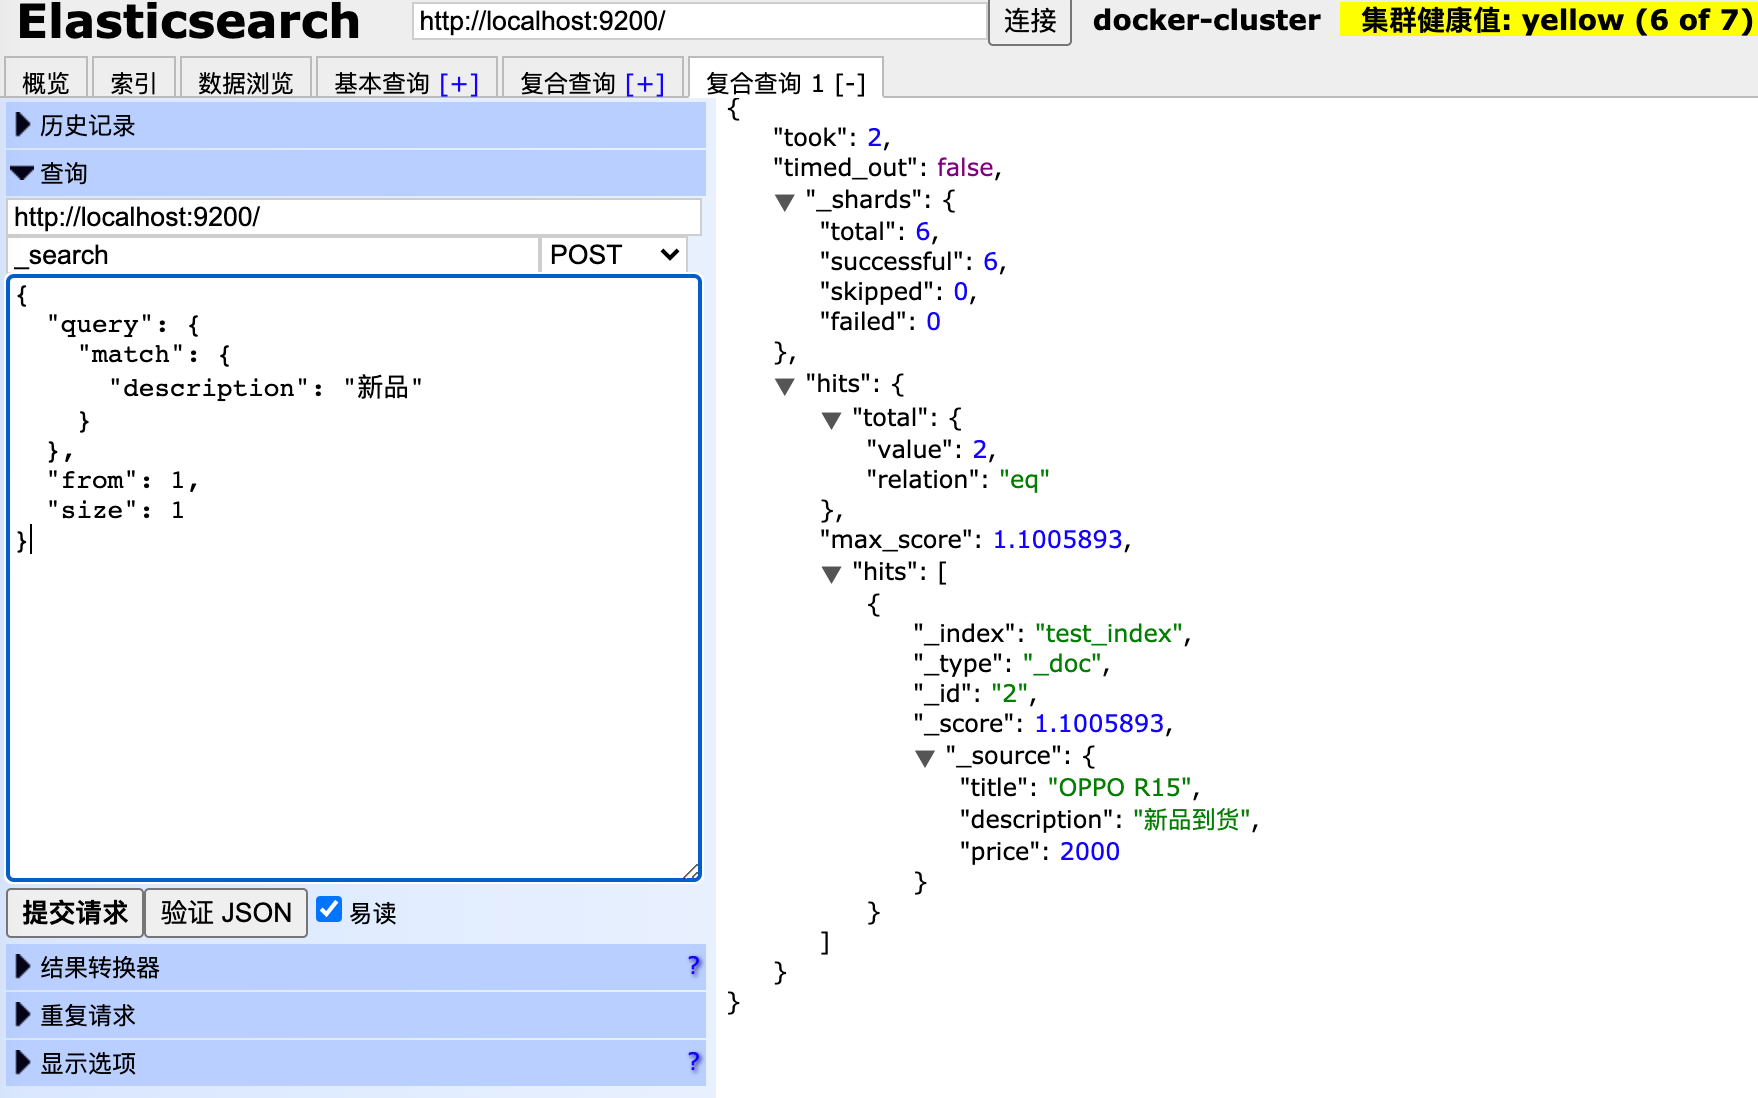 Elasticsearch http://localhost:9200/ 连接 docker-cluster 集群健康值: yellow (6 of 7)
概览 索引 数据浏览 基本查询 [+] 复合查询 [+] 复合查询 1 [-]
历史记录
查询
http://localhost:9200/
_search POST
{
"query": {
"match": {
"description": "新品"
}
},
"from": 1,
"size": 1
}
提交请求 验证 JSON 易读
结果转换器 ?
重复请求
显示选项 ?
{
"took": 2,
"timed_out": false,
"_shards": {
"total": 6,
"successful": 6,
"skipped": 0,
"failed": 0
},
"hits": {
"total": {
"value": 2,
"relation": "eq"
},
"max_score": 1.1005893,
"hits": [
{
"_index": "test_index",
"_type": "_doc",
"_id": "2",
"_score": 1.1005893,
"_source": {
"title": "OPPO R15",
"description": "新品到货",
"price": 2000
}
}
]
}
}